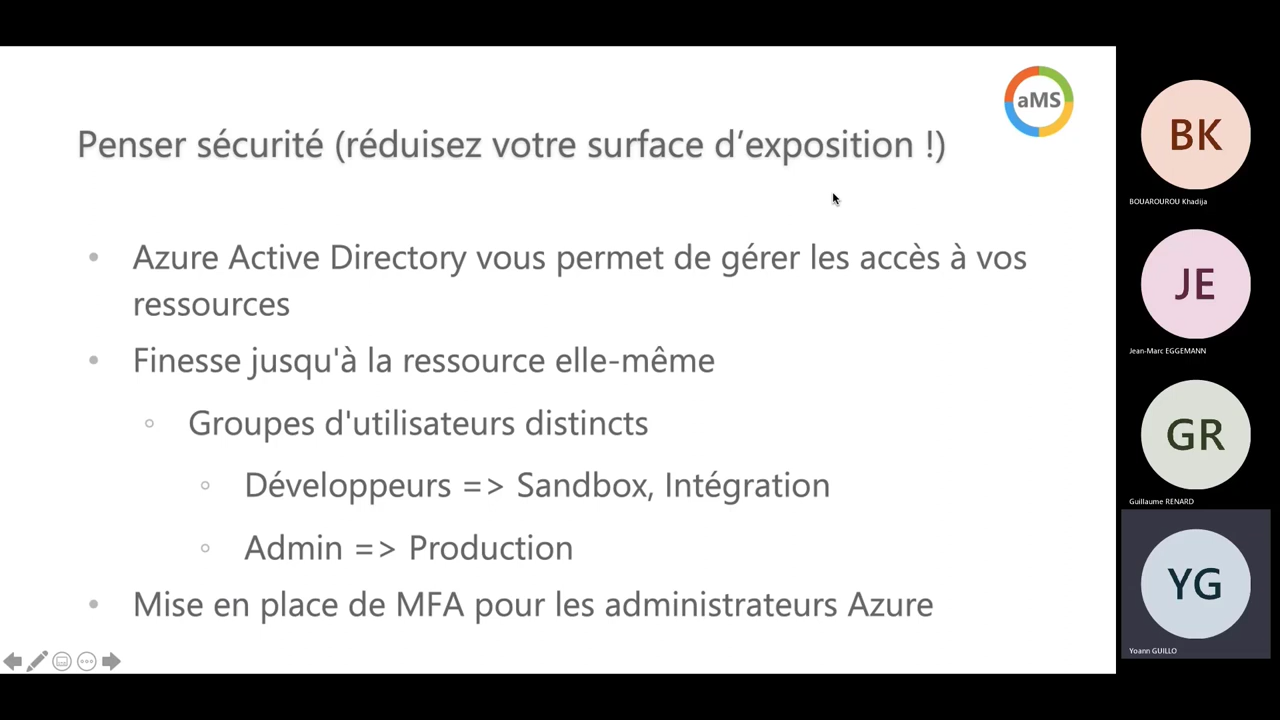 aMS
Penser sécurité (réduisez votre surface d’exposition !)
Azure Active Directory vous permet de gérer les accès à vos
ressources
Finesse jusqu'à la ressource elle-même
Groupes d'utilisateurs distincts
Développeurs => Sandbox, Intégration
Admin => Production
Mise en place de MFA pour les administrateurs Azure
BK
BOUAROUROU Khadija
JE
Jean-Marc EGGEMANN
GR
Guillaume RENARD
YG
Yoann GUILLO